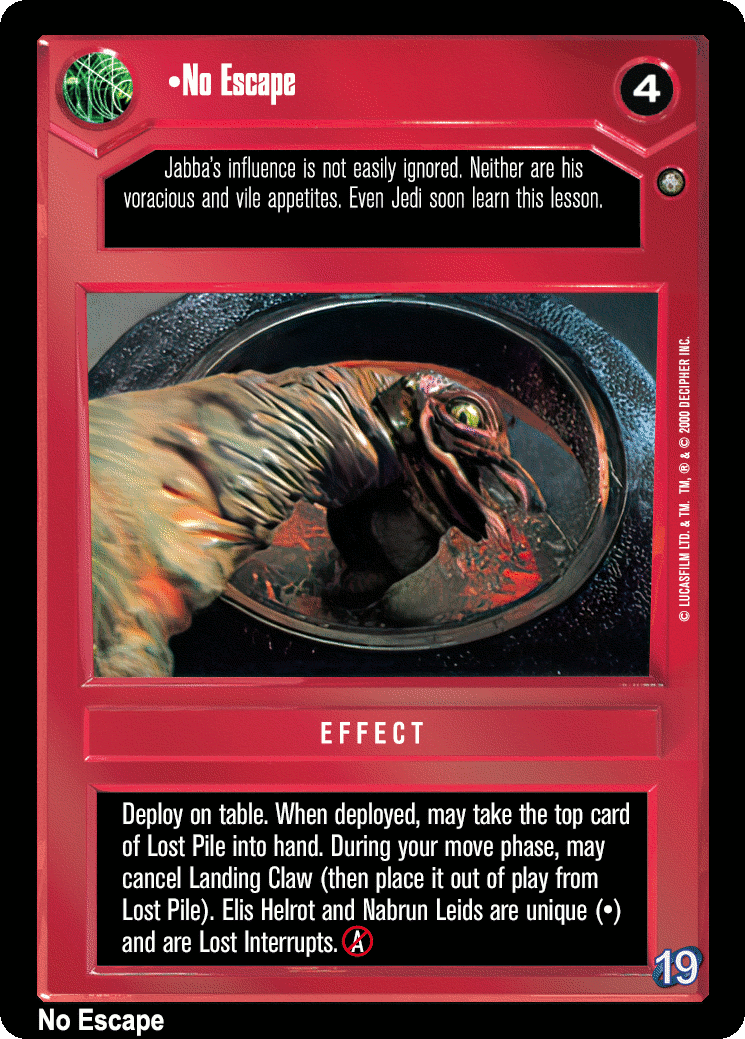 •No Escape
4
Jabba's influence is not easily ignored. Neither are his
voracious and vile appetites. Even Jedi soon learn this lesson.
© LUCASFILM LTD. & TM. TM, ® & © 2000 DECIPHER INC.
EFFECT
Deploy on table. When deployed, may take the top card
of Lost Pile into hand. During your move phase, may
cancel Landing Claw (then place it out of play from
Lost Pile). Elis Helrot and Nabrun Leids are unique (•)
and are Lost Interrupts. A
19
No Escape